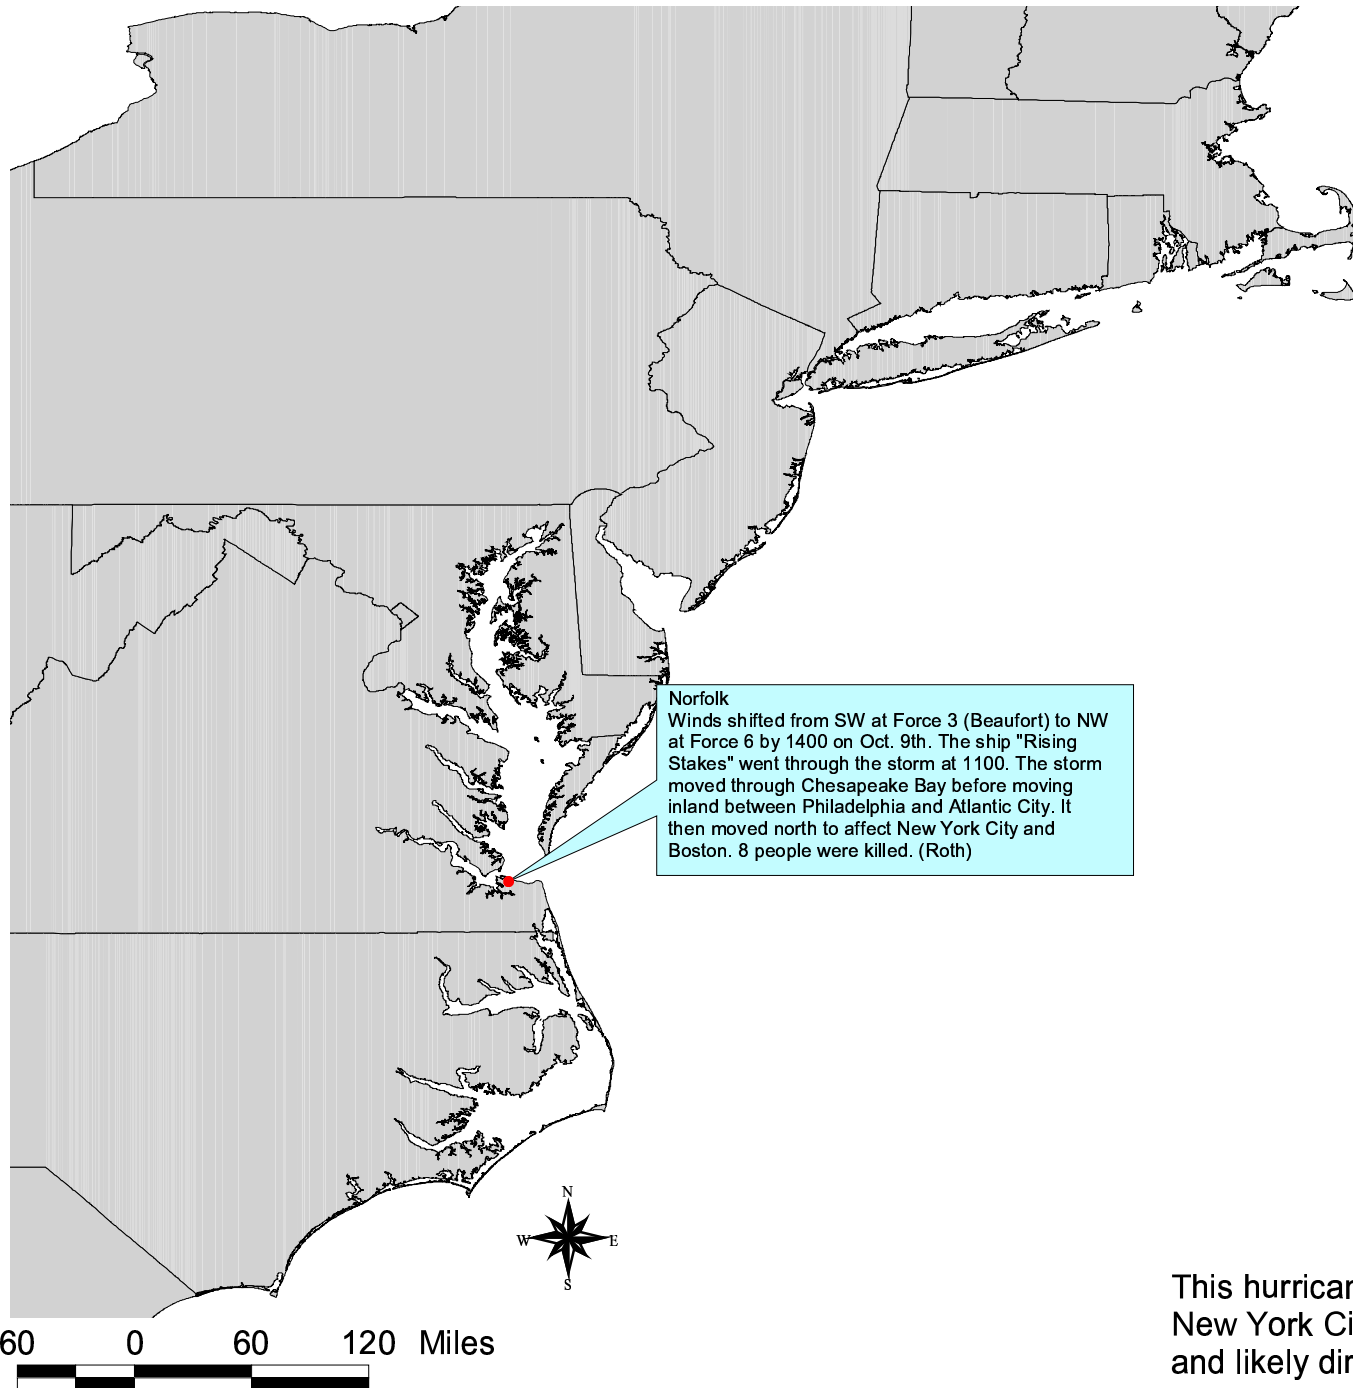 Norfolk
Winds shifted from SW at Force 3 (Beaufort) to NW
at Force 6 by 1400 on Oct. 9th. The ship "Rising
Stakes" went through the storm at 1100. The storm
moved through Chesapeake Bay before moving
inland between Philadelphia and Atlantic City. It
then moved north to affect New York City and
Boston. 8 people were killed. (Roth)
N
W E
S
This
New York
and likely
60 0 60 120 Miles